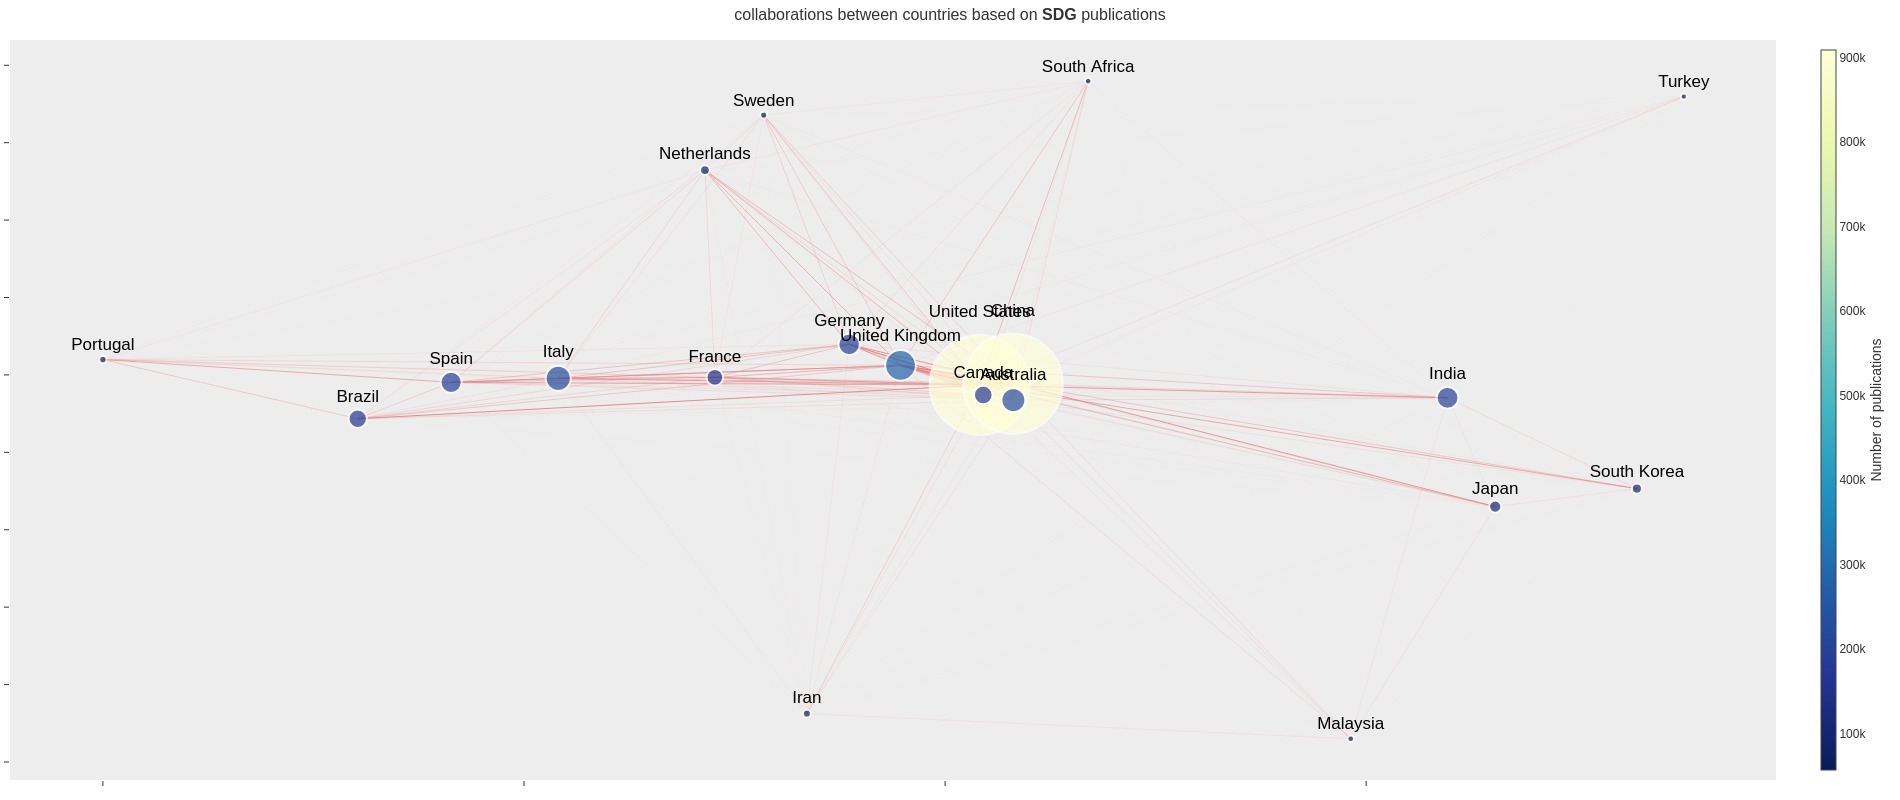 collaborations between countries based on SDG publications
South Africa
Turkey
Sweden
Netherlands
United States
China
Germany
United Kingdom
Portugal
Spain
Italy
France
Canada
Australia
India
Brazil
South Korea
Japan
Iran
Malaysia
900k
800k
700k
600k
500k
400k
300k
200k
100k
Number of publications